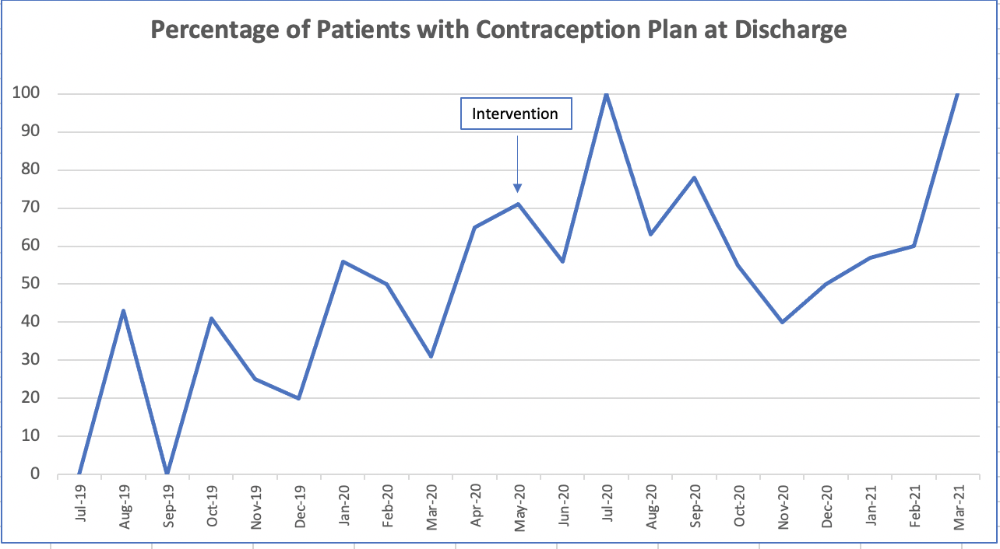 Percentage of Patients with Contraception Plan at Discharge
100
90
80
70
60
50
40
30
20
10
0
Intervention
Jul-19
Aug-19
Sep-19
Oct-19
Nov-19
Dec-19
Jan-20
Feb-20
Mar-20
Apr-20
May-20
Jun-20
Jul-20
Aug-20
Sep-20
Oct-20
Nov-20
Dec-20
Jan-21
Feb-21
Mar-21